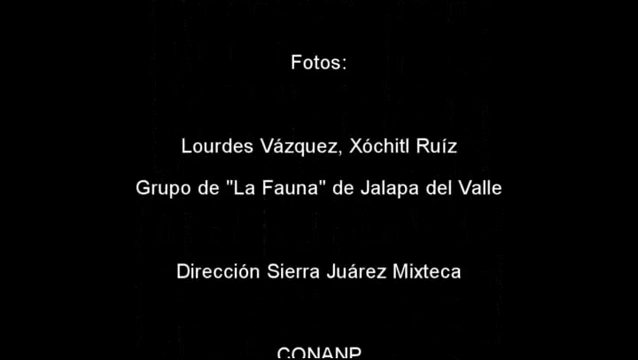 Fotos:
Lourdes Vázquez, Xóchitl Ruíz
Grupo de "La Fauna" de Jalapa del Valle
Dirección Sierra Juárez Mixteca
CONANP